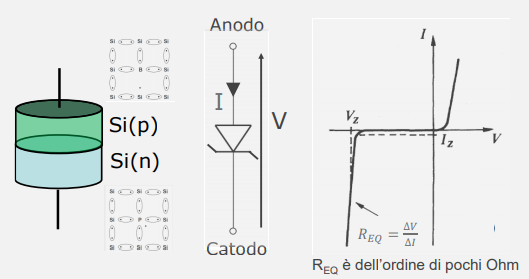 Anodo
I
V
Si(p)
Si(n)
Catodo
I
V_Z
I_Z
V
R_EQ = ΔV/ΔI
R_EQ è dell'ordine di pochi Ohm